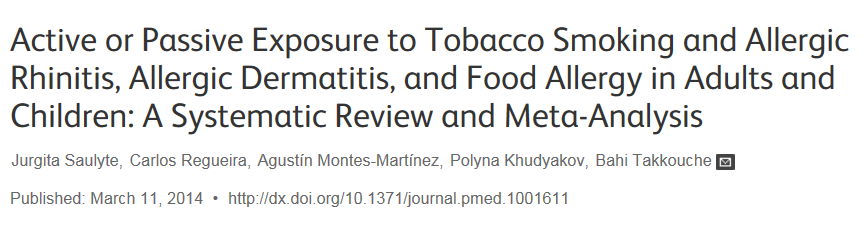 Active or Passive Exposure to Tobacco Smoking and Allergic
Rhinitis, Allergic Dermatitis, and Food Allergy in Adults and
Children: A Systematic Review and Meta-Analysis
Jurgita Saulyte, Carlos Regueira, Agustín Montes-Martínez, Polyna Khudyakov, Bahi Takkouche
Published: March 11, 2014 • http://dx.doi.org/10.1371/journal.pmed.1001611